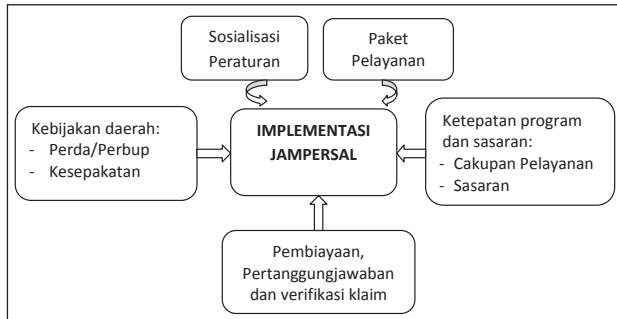 Sosialisasi
Peraturan
Paket
Pelayanan
Kebijakan daerah:
- Perda/Perbup
- Kesepakatan
IMPLEMENTASI
JAMPERSAL
Ketepatan program
dan sasaran:
- Cakupan Pelayanan
- Sasaran
Pembiayaan,
Pertanggungjawaban
dan verifikasi klaim